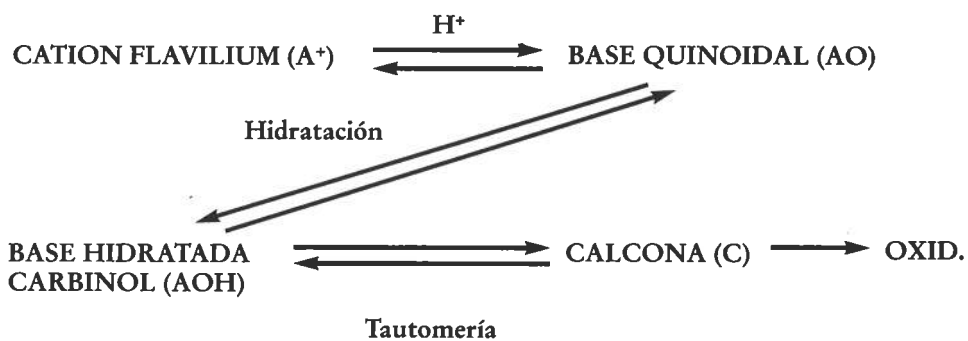 H⁺
CATION FLAVILIUM (A⁺)
BASE QUINOIDAL (AO)
Hidratación
BASE HIDRATADA
CARBINOL (AOH)
CALCONA (C)
OXID.
Tautomería